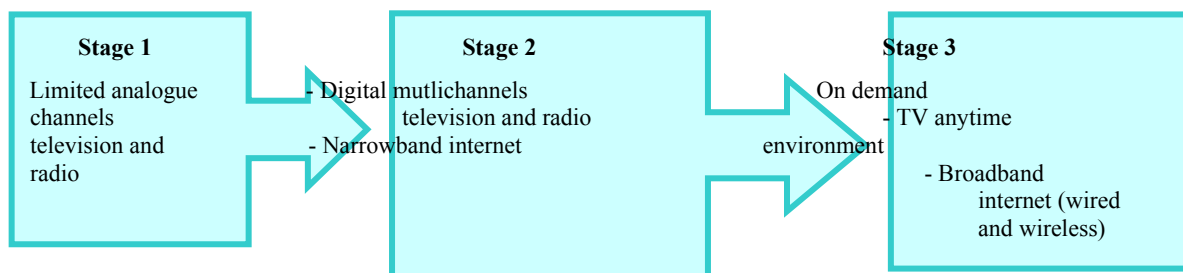 Stage 1
Limited analogue
channels
television and
radio
Stage 2
- Digital mutlichannels
television and radio
- Narrowband internet
Stage 3
On demand
- TV anytime
environment
- Broadband
internet (wired
and wireless)